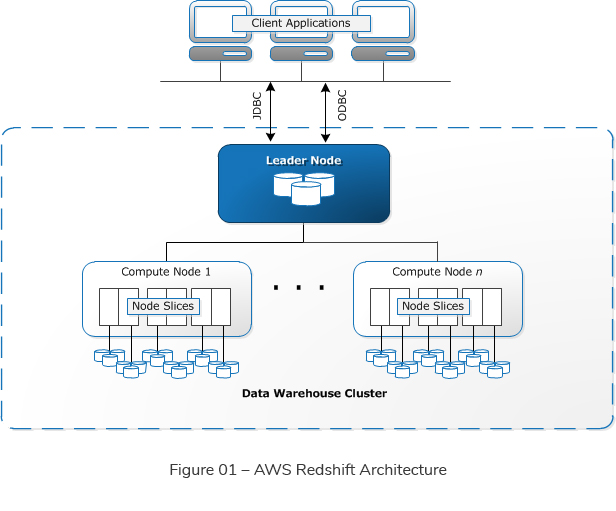 Client Applications
JDBC
ODBC
Leader Node
Compute Node 1
Compute Node n
. . .
Node Slices
Node Slices
Data Warehouse Cluster
Figure 01 – AWS Redshift Architecture